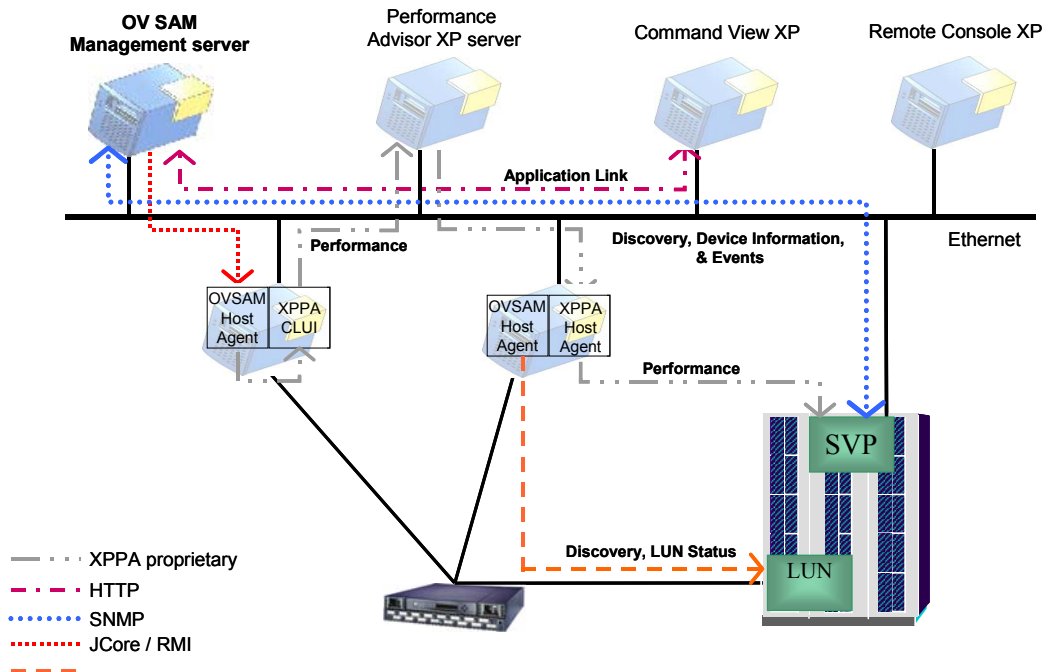 OV SAM
Management server
Performance
Advisor XP server
Command View XP
Remote Console XP
Application Link
Performance
Discovery, Device Information,
& Events
Ethernet
OVSAM
Host
Agent
XPPA
CLUI
OVSAM
Host
Agent
XPPA
Host
Agent
Performance
SVP
Discovery, LUN Status
LUN
XPPA proprietary
HTTP
SNMP
JCore / RMI